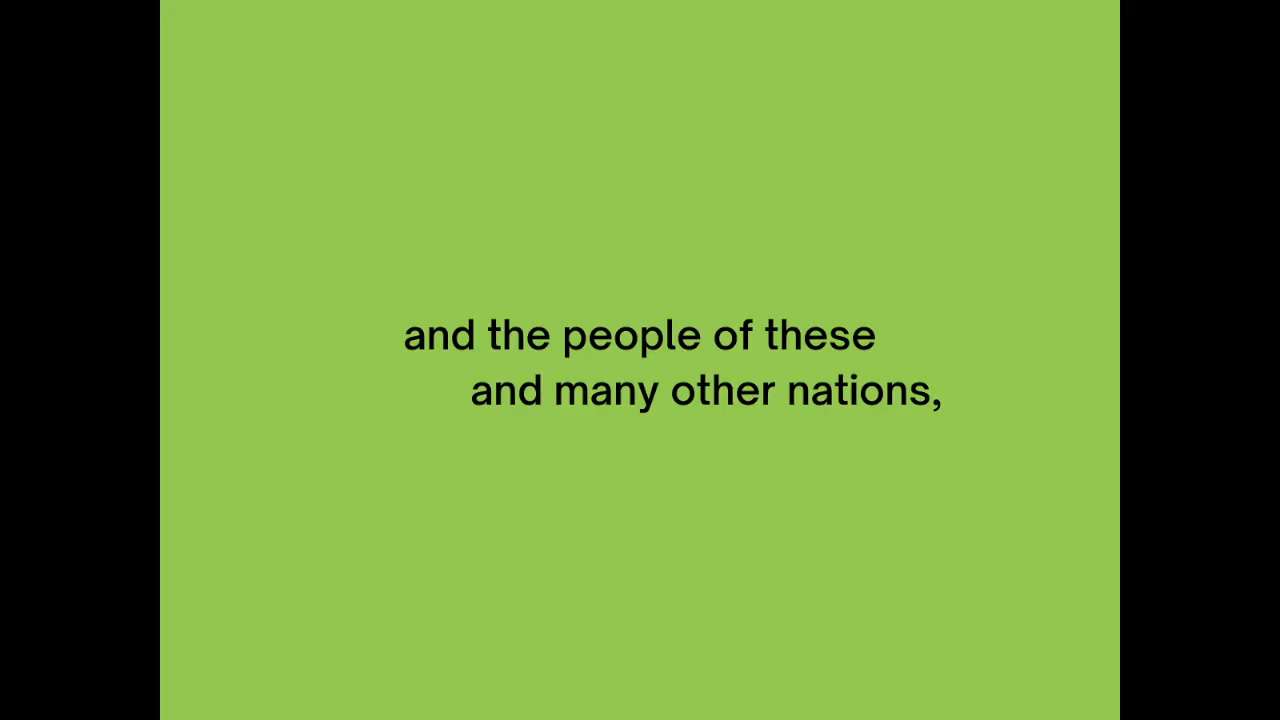 and the people of these
and many other nations,